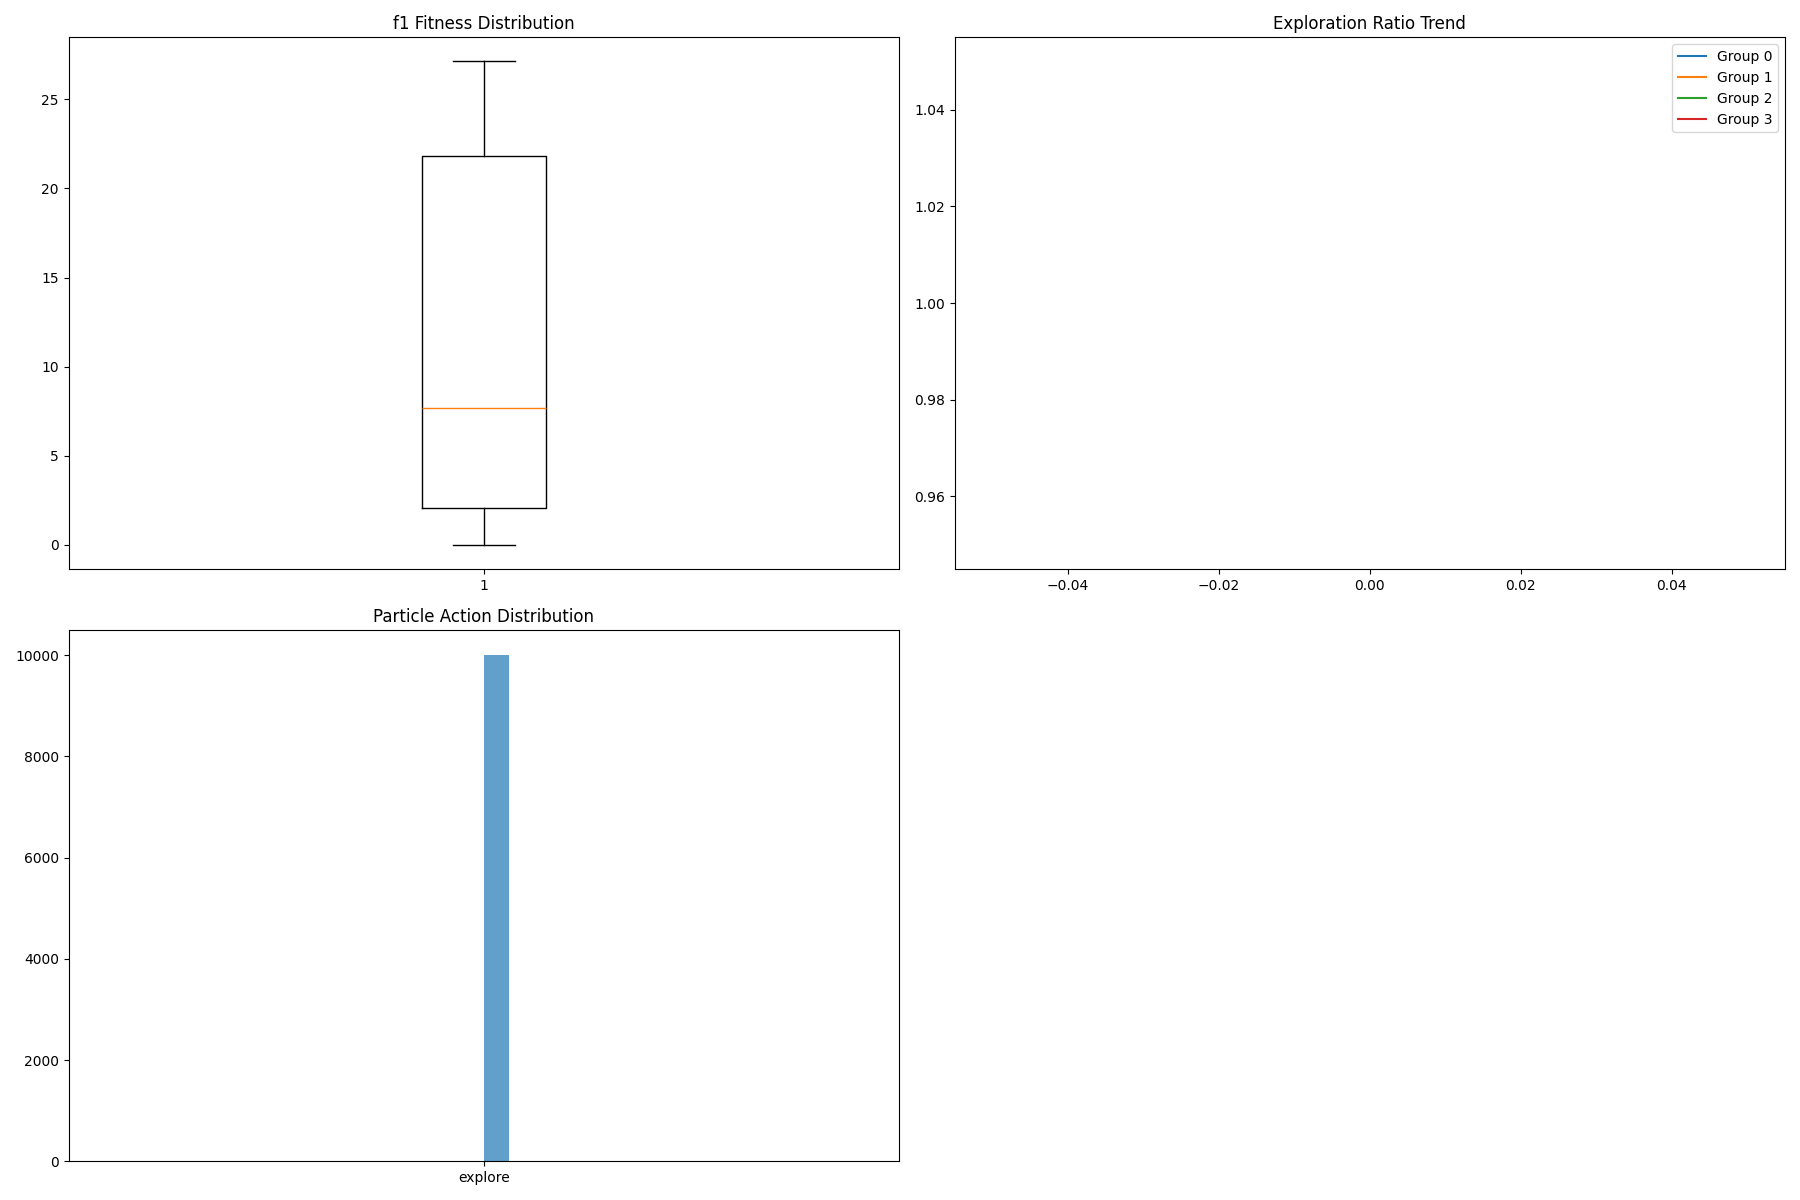 f1 Fitness Distribution
25
20
15
10
5
0
1
Exploration Ratio Trend
Group 0
Group 1
Group 2
Group 3
1.04
1.02
1.00
0.98
0.96
−0.04
−0.02
0.00
0.02
0.04
Particle Action Distribution
10000
8000
6000
4000
2000
0
explore